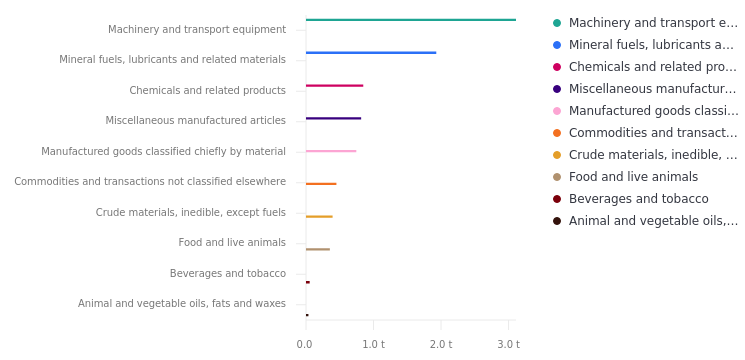 Machinery and transport equipment
Mineral fuels, lubricants and related materials
Chemicals and related products
Miscellaneous manufactured articles
Manufactured goods classified chiefly by material
Commodities and transactions not classified elsewhere
Crude materials, inedible, except fuels
Food and live animals
Beverages and tobacco
Animal and vegetable oils, fats and waxes
0.0 1.0 t 2.0 t 3.0 t
Machinery and transport e...
Mineral fuels, lubricants a...
Chemicals and related pro...
Miscellaneous manufactur...
Manufactured goods classi...
Commodities and transact...
Crude materials, inedible, ...
Food and live animals
Beverages and tobacco
Animal and vegetable oils,...